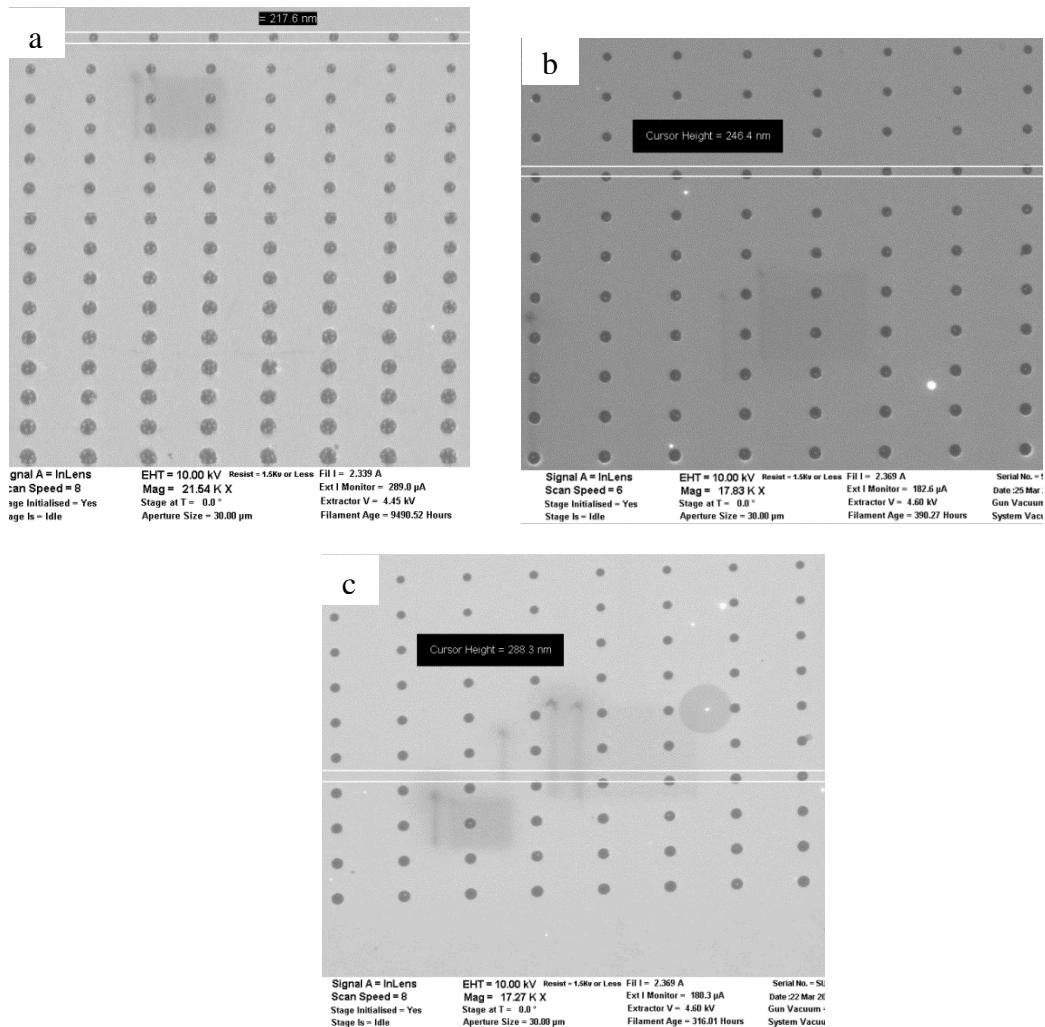 a
= 217.6 nm
ignal A = InLens EHT = 10.00 kV Resist = 1.5Kv or Less Fil I = 2.339 A
can Speed = 8 Mag = 21.54 K X Ext I Monitor = 289.0 µA
tage Initialised = Yes Stage at T = 0.0 ° Extractor V = 4.45 kV
tage Is = Idle Aperture Size = 30.00 µm Filament Age = 9490.52 Hours
b
Cursor Height = 246.4 nm
Signal A = InLens EHT = 10.00 kV Resist = 1.5Kv or Less Fil I = 2.369 A Serial No. =
Scan Speed = 6 Mag = 17.83 K X Ext I Monitor = 182.6 µA Date :25 Mar
Stage Initialised = Yes Stage at T = 0.0 ° Extractor V = 4.60 kV Gun Vacuum
Stage Is = Idle Aperture Size = 30.00 µm Filament Age = 390.27 Hours System Vacu
c
Cursor Height = 288.3 nm
Signal A = InLens EHT = 10.00 kV Resist = 1.5Kv or Less Fil I = 2.369 A Serial No. =
Scan Speed = 8 Mag = 17.27 K X Ext I Monitor = 180.3 µA Date :22 Mar 20
Stage Initialised = Yes Stage at T = 0.0 ° Extractor V = 4.60 kV Gun Vacuum
Stage Is = Idle Aperture Size = 30.00 µm Filament Age = 316.01 Hours System Vacu